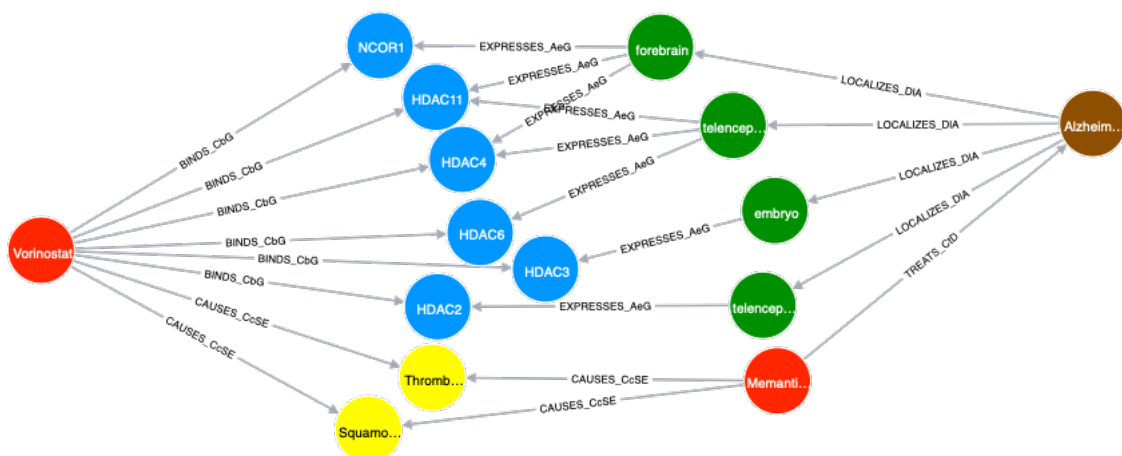 NCOR1
EXPRESSES_AeG
forebrain
EXPRESSES_AeG
LOCALIZES_DIA
HDAC11
EXPRESSES_AeG
EXPRESSES_AeG
telencep...
LOCALIZES_DIA
Alzheim...
BINDS_CbG
BINDS_CbG
HDAC4
EXPRESSES_AeG
LOCALIZES_DIA
EXPRESSES_AeG
BINDS_CbG
embryo
LOCALIZES_DIA
HDAC6
Vorinostat
BINDS_CbG
EXPRESSES_AeG
BINDS_CbG
HDAC3
TREATS_CtD
BINDS_CbG
HDAC2
EXPRESSES_AeG
telencep...
CAUSES_CcSE
CAUSES_CcSE
Thromb...
CAUSES_CcSE
Memanti...
CAUSES_CcSE
Squamo...